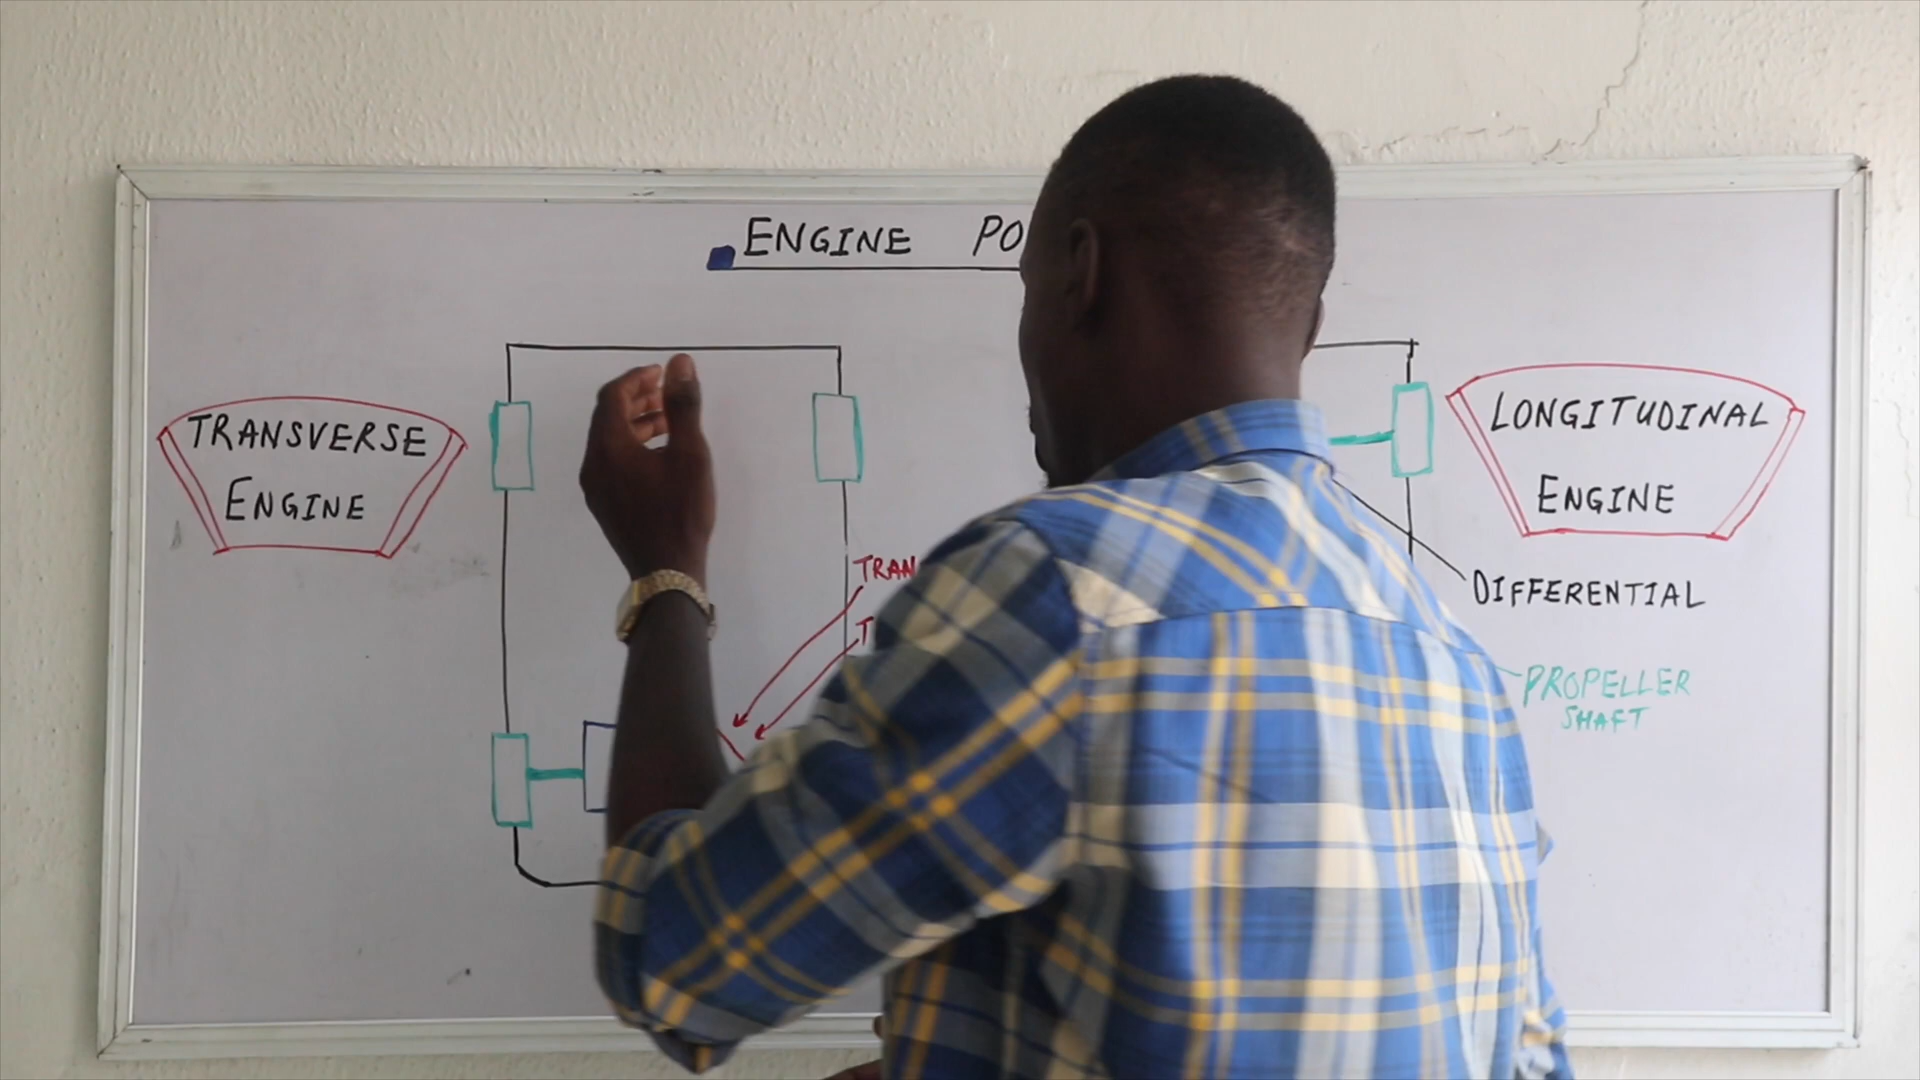 ENGINE PO
TRANSVERSE
ENGINE
LONGITUDINAL
ENGINE
TRAN
T
DIFFERENTIAL
PROPELLER
SHAFT